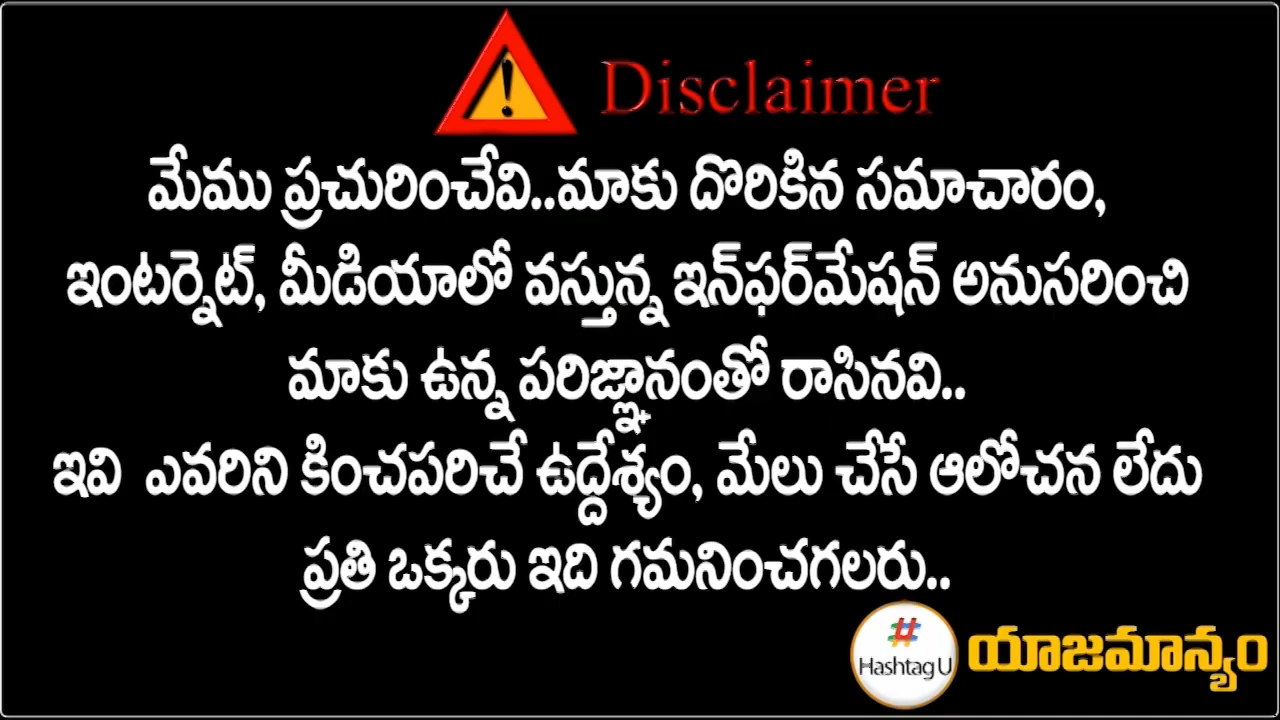 Disclaimer
మేము ప్రచురించేవి..మాకు దొరికిన సమాచారం,
ఇంటర్నెట్, మీడియాలో వస్తున్న ఇన్‌ఫర్‌మేషన్ అనుసరించి
మాకు ఉన్న పరిజ్ఞానంతో రాసినవి..
ఇవి ఎవరిని కించపరిచే ఉద్దేశ్యం, మేలు చేసే ఆలోచన లేదు
ప్రతి ఒక్కరు ఇది గమనించగలరు..
# Hashtag U యాజమాన్యం